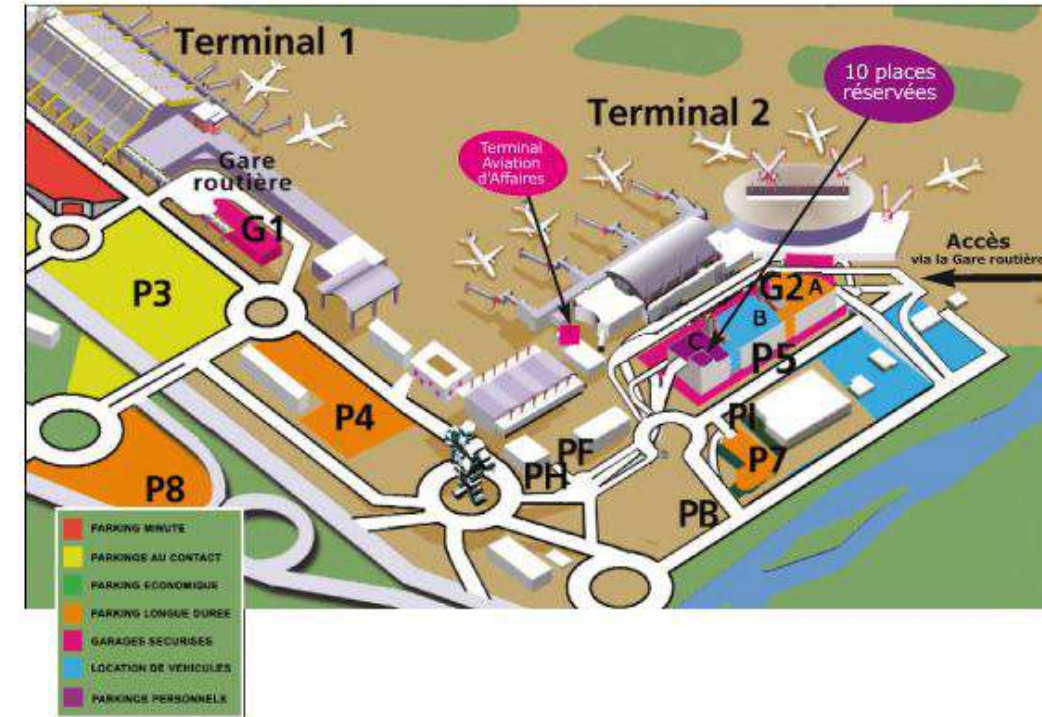 Terminal 1
10 places
réservées
Terminal 2
Terminal
Aviation
d'Affaires
Gare
routière
G1
Accès
via la Gare routière
P3
G2
A
B
C
P5
P4
PI
PF
P7
PH
P8
PB
PARKING MINUTE
PARKINGS AU CONTACT
PARKING ECONOMIQUE
PARKING LONGUE DUREE
GARAGES SECURISES
LOCATION DE VEHICULES
PARKINGS PERSONNELS